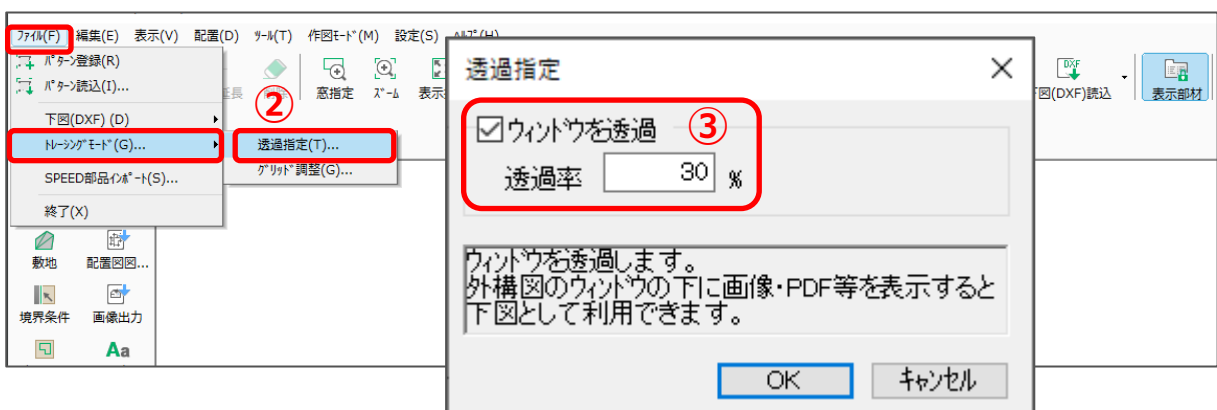 ﾌｧｲﾙ(F) 編集(E) 表示(V) 配置(D) ﾂｰﾙ(T) 作図ﾓｰﾄﾞ(M) 設定(S) ﾍﾙﾌﾟ(H)
ﾊﾟﾀｰﾝ登録(R)
ﾊﾟﾀｰﾝ読込(I)...
下図(DXF) (D)
ﾄﾚｰｼﾝｸﾞﾓｰﾄﾞ(G)...
SPEED部品ｲﾝﾎﾟｰﾄ(S)...
終了(X)
②
透過指定(T)...
ｸﾞﾘｯﾄﾞ調整(G)...
窓指定 ｽﾞｰﾑ 表示
敷地 配置図図...
境界条件 画像出力
Aa
透過指定
ウィンドウを透過 ③
透過率 30 %
ウィンドウを透過します。
外構図のウィンドウの下に画像・PDF等を表示すると
下図として利用できます。
OK キャンセル
DXF
図(DXF)読込 表示部材